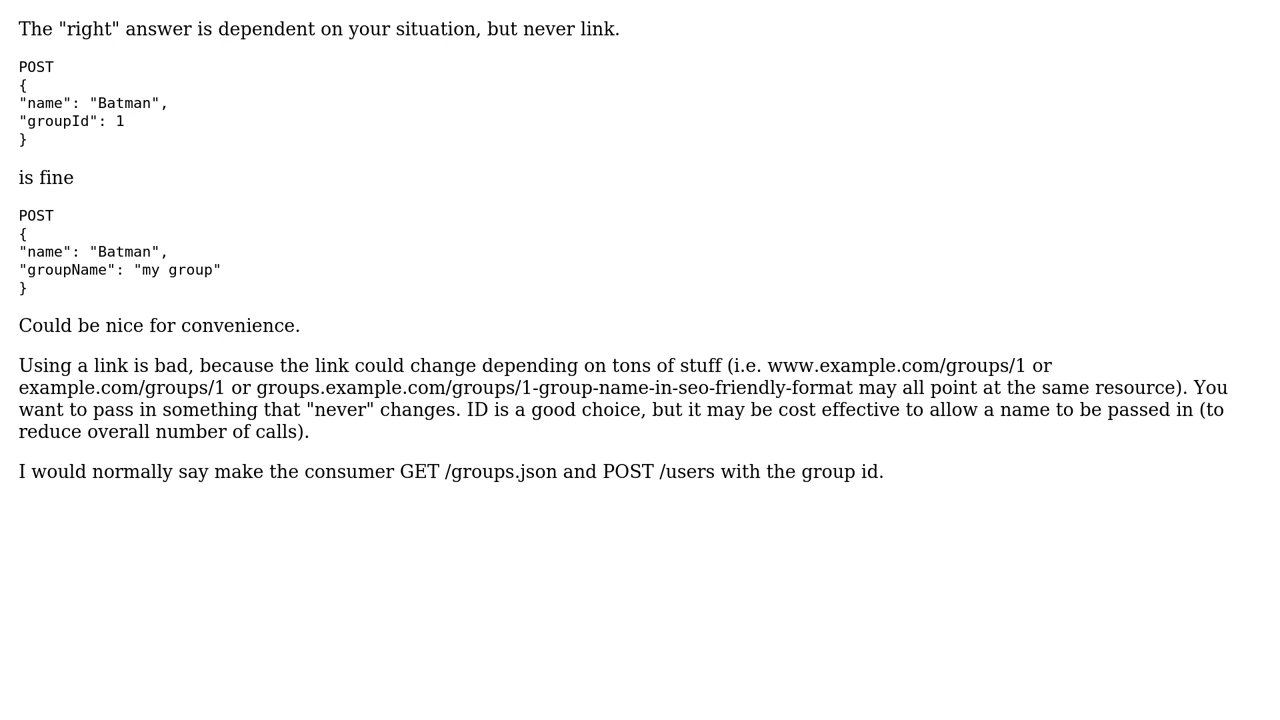 The "right" answer is dependent on your situation, but never link.
POST
{
"name": "Batman",
"groupId": 1
}
is fine
POST
{
"name": "Batman",
"groupName": "my group"
}
Could be nice for convenience.
Using a link is bad, because the link could change depending on tons of stuff (i.e. www.example.com/groups/1 or
example.com/groups/1 or groups.example.com/groups/1-group-name-in-seo-friendly-format may all point at the same resource). You
want to pass in something that "never" changes. ID is a good choice, but it may be cost effective to allow a name to be passed in (to
reduce overall number of calls).
I would normally say make the consumer GET /groups.json and POST /users with the group id.